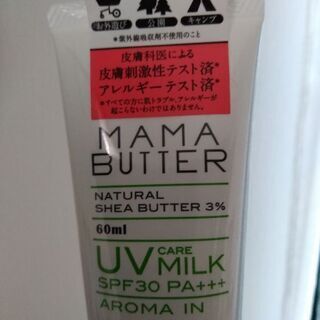 お外遊び 公園 キャンプ
*紫外線吸収剤不使用のこと
皮膚科医による
皮膚刺激性テスト済*
アレルギーテスト済*
*すべての方に肌トラブル、アレルギーが
起こらないわけではありません。
MAMA
BUTTER
NATURAL
SHEA BUTTER 3%
60ml
UV CARE
MILK
SPF30 PA+++
AROMA IN